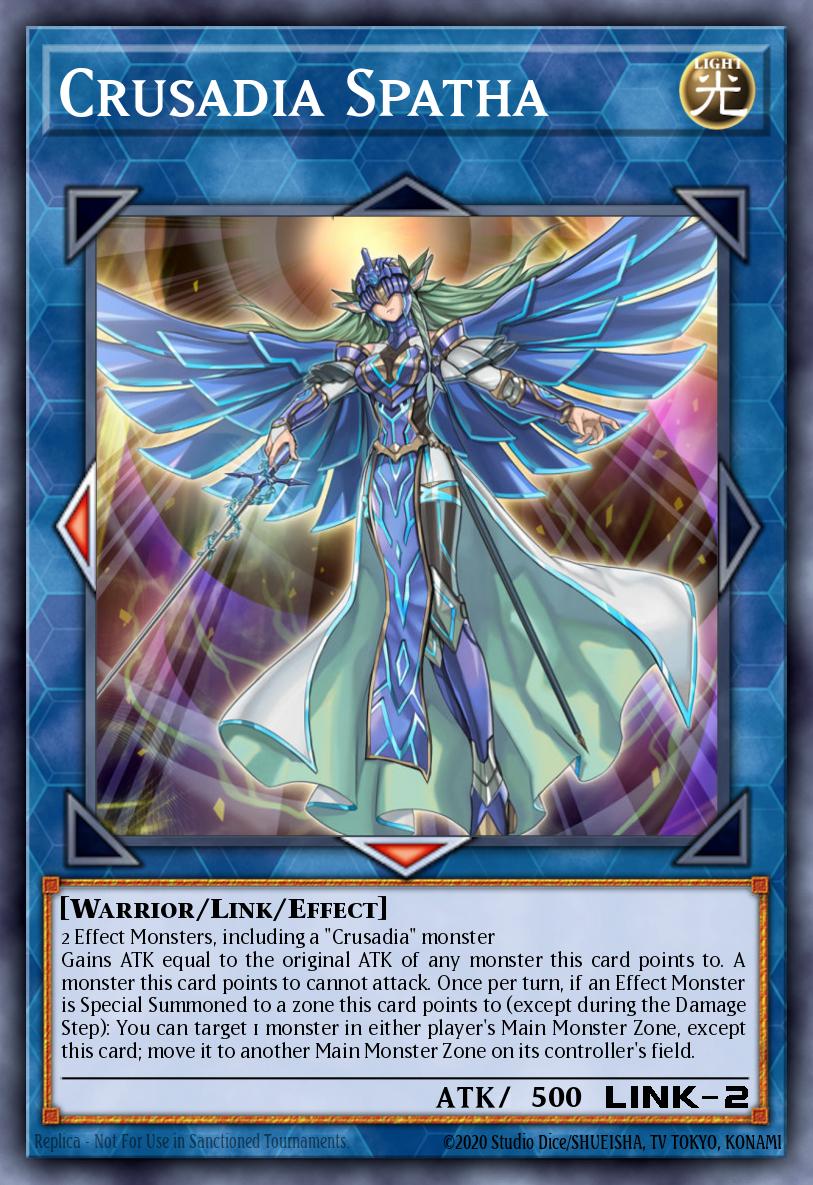 Crusadia Spatha
LIGHT
光
[Warrior/Link/Effect]
2 Effect Monsters, including a "Crusadia" monster
Gains ATK equal to the original ATK of any monster this card points to. A
monster this card points to cannot attack. Once per turn, if an Effect Monster
is Special Summoned to a zone this card points to (except during the Damage
Step): You can target 1 monster in either player's Main Monster Zone, except
this card; move it to another Main Monster Zone on its controller's field.
ATK/ 500 LINK-2
Replica - Not For Use in Sanctioned Tournaments. ©2020 Studio Dice/SHUEISHA, TV TOKYO, KONAMI